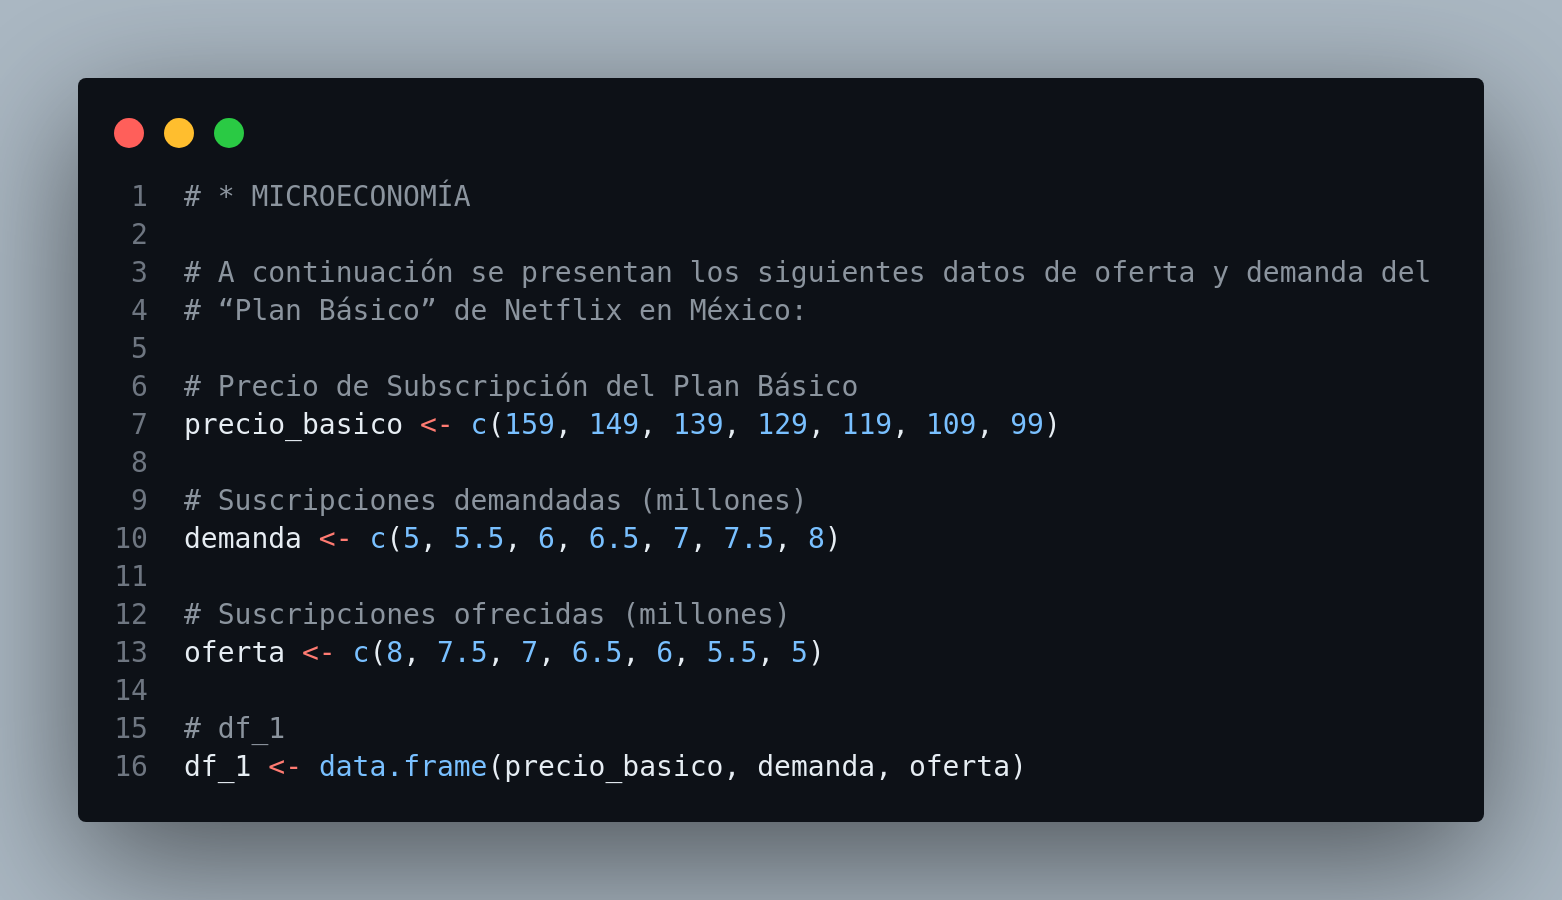 1 # * MICROECONOMÍA
2
3 # A continuación se presentan los siguientes datos de oferta y demanda del
4 # “Plan Básico” de Netflix en México:
5
6 # Precio de Subscripción del Plan Básico
7 precio_basico <- c(159, 149, 139, 129, 119, 109, 99)
8
9 # Suscripciones demandadas (millones)
10 demanda <- c(5, 5.5, 6, 6.5, 7, 7.5, 8)
11
12 # Suscripciones ofrecidas (millones)
13 oferta <- c(8, 7.5, 7, 6.5, 6, 5.5, 5)
14
15 # df_1
16 df_1 <- data.frame(precio_basico, demanda, oferta)